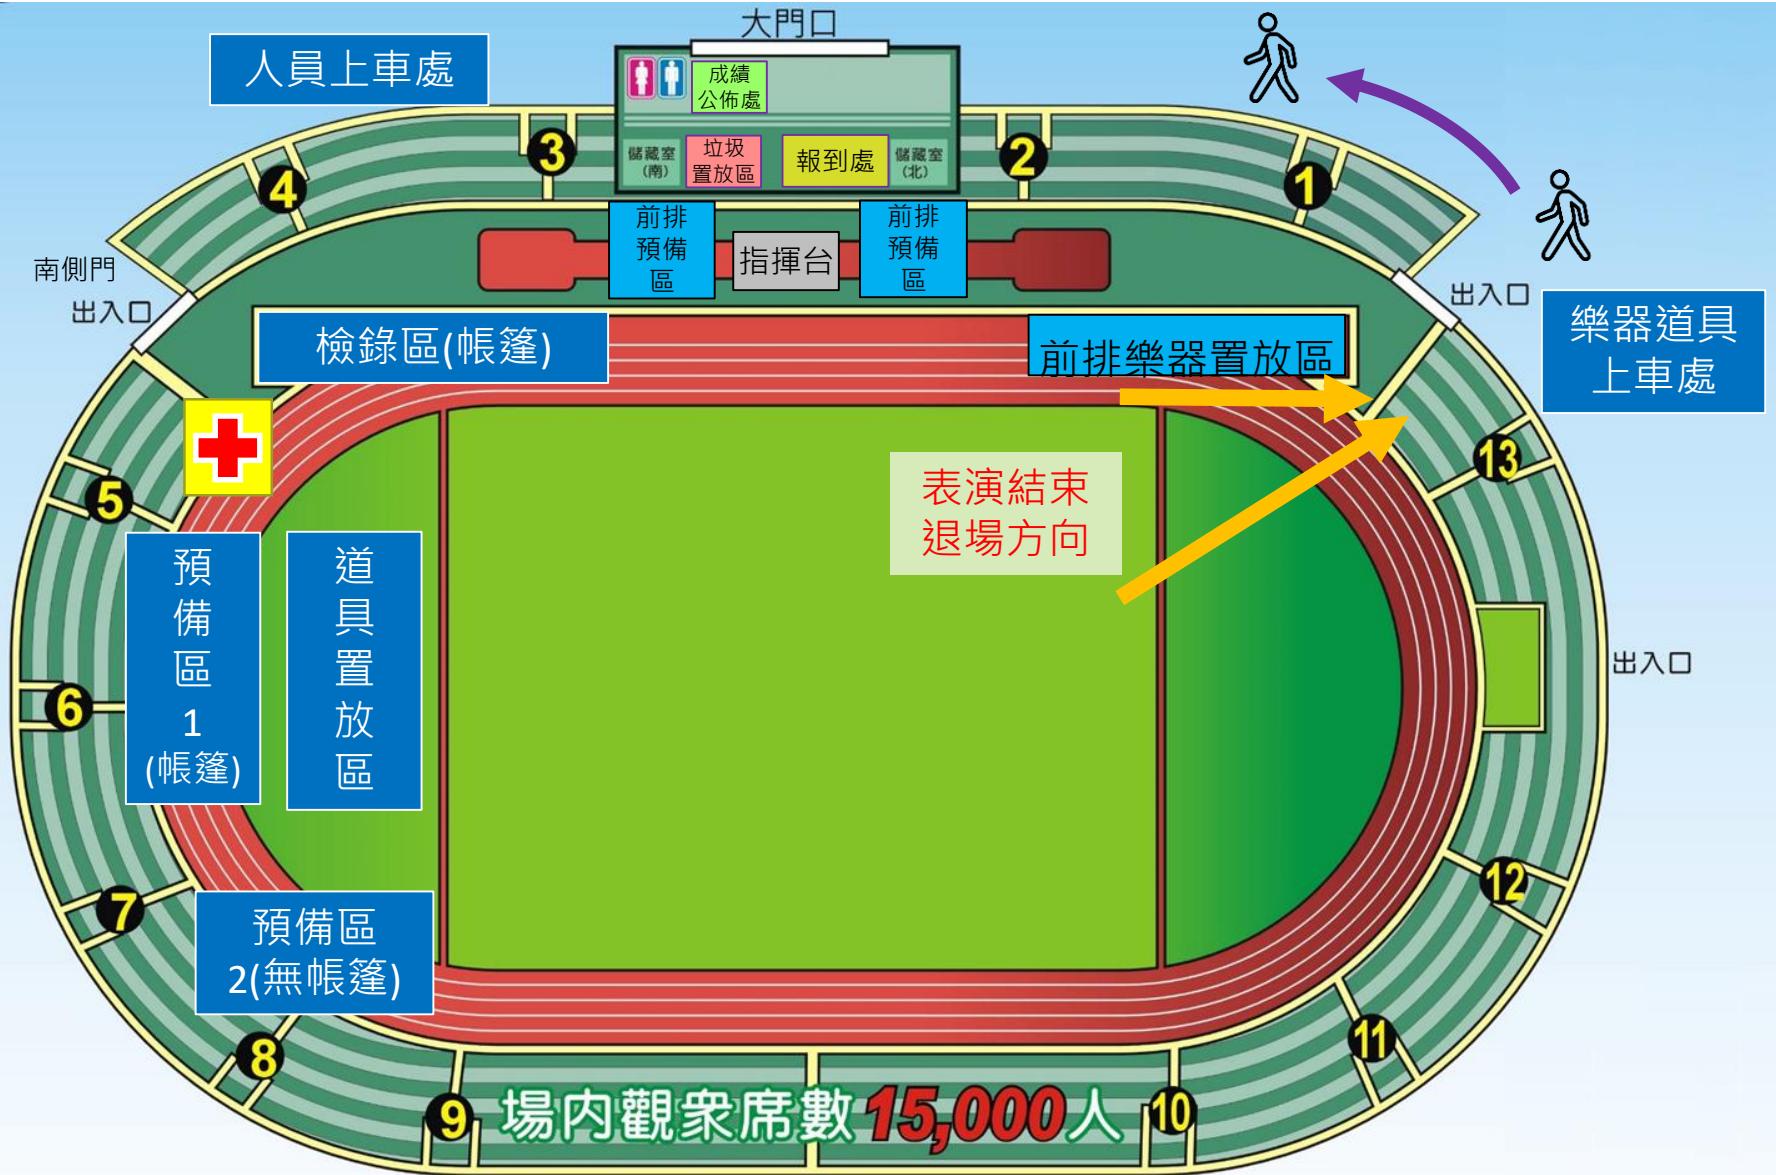 大門口
人員上車處
成績
公佈處
3
2
儲藏室
(南)
垃圾
置放區
報到處
儲藏室
(北)
4
1
前排
預備
區
指揮台
前排
預備
區
南側門
出入口
出入口
樂器道具
上車處
檢錄區(帳篷)
前排樂器置放區
13
5
表演結束
退場方向
預
備
區
1
(帳篷)
道
具
置
放
區
6
出入口
7
12
預備區
2(無帳篷)
8
11
9
場內觀眾席數15,000人
10